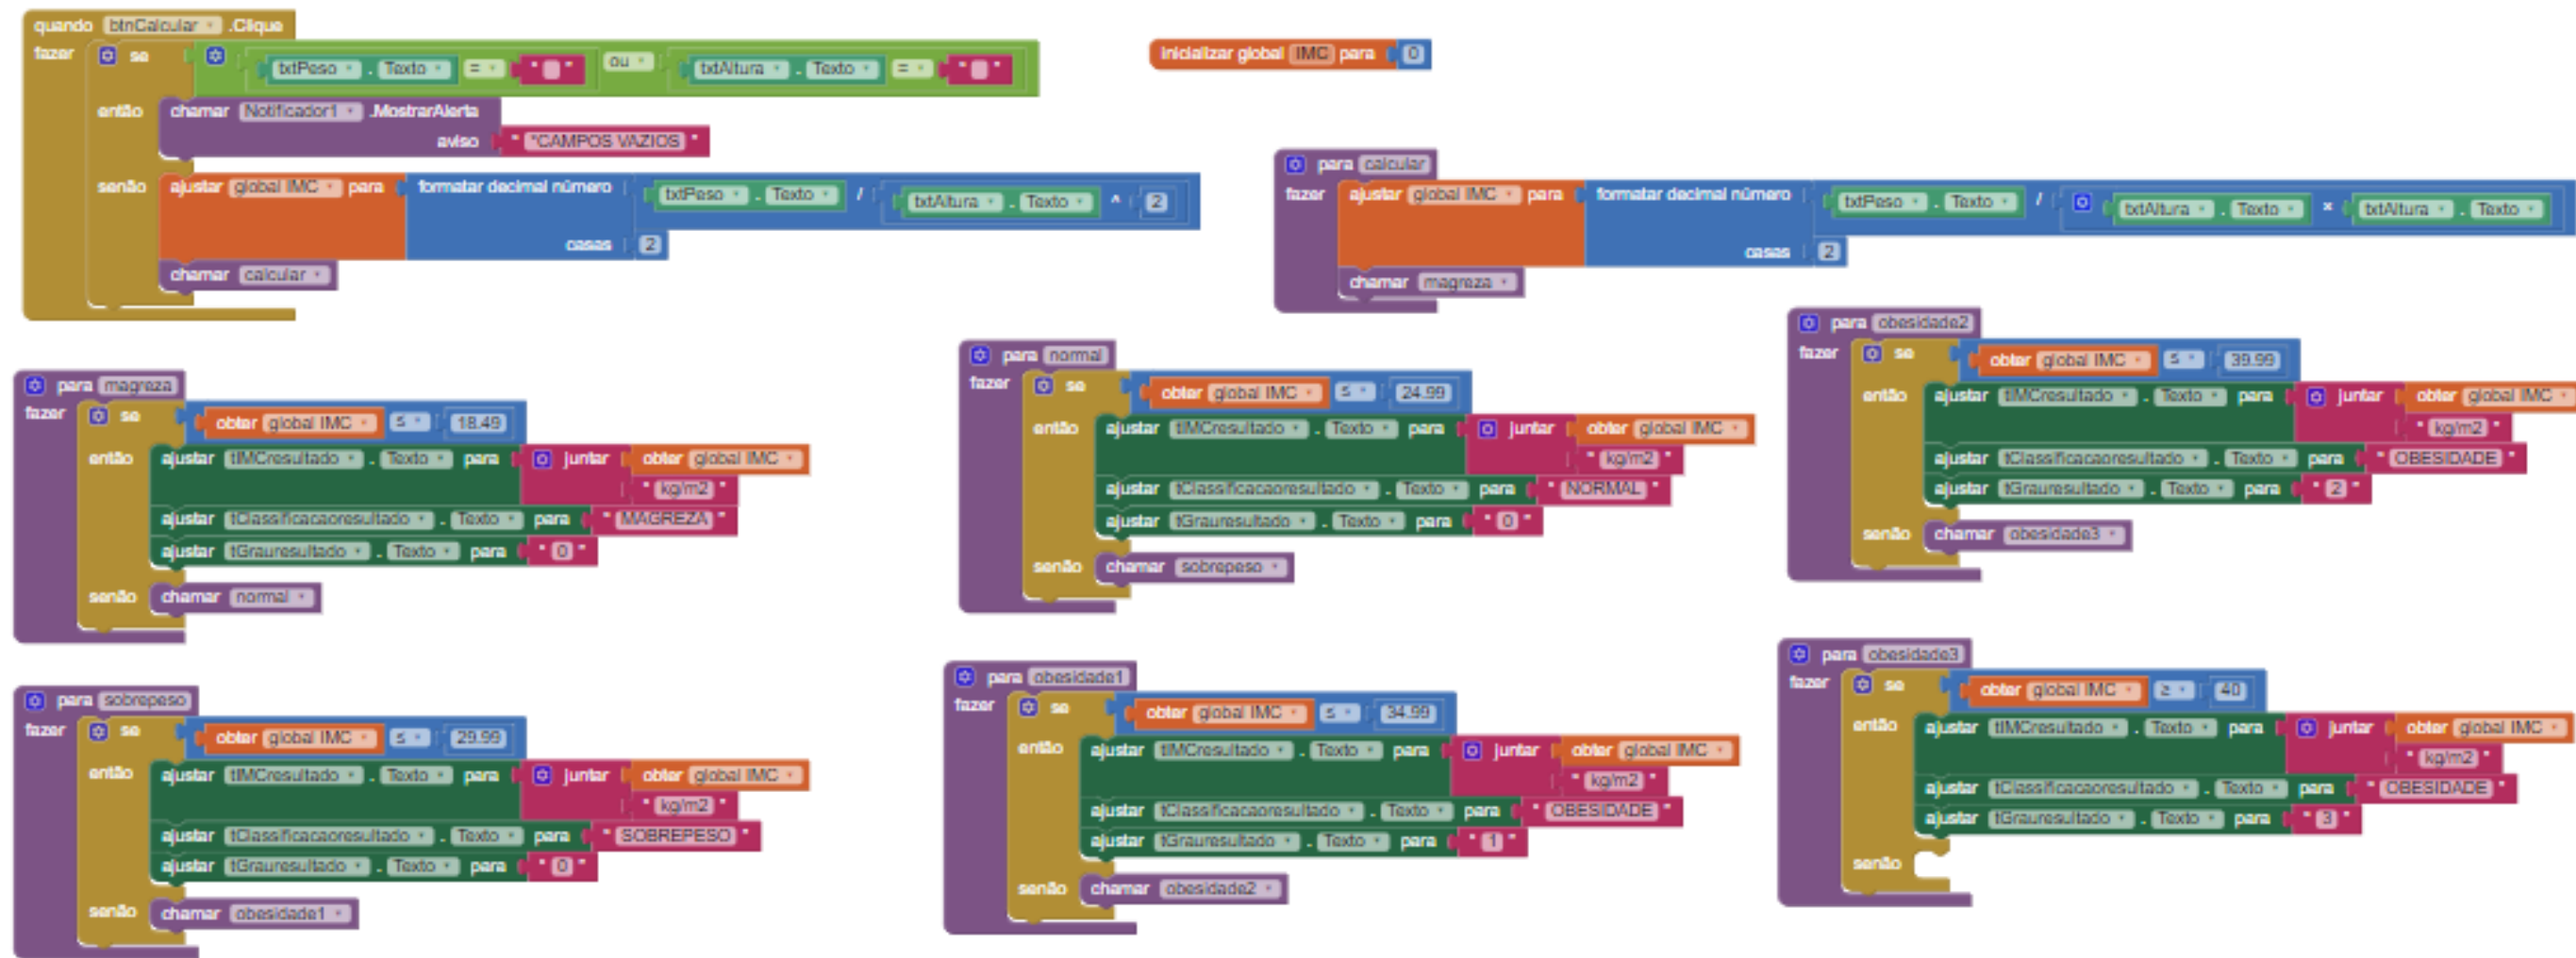 quando btnCalcular .Clique
fazer se txtPeso . Texto = " " ou txtAltura . Texto = " "
então chamar Notificador1 .MostrarAlerta
aviso " "CAMPOS VAZIOS "
senão ajustar global IMC para formatar decimal número txtPeso . Texto / txtAltura . Texto ^ 2
casas 2
chamar calcular
inicializar global IMC para 0
para calcular
fazer ajustar global IMC para formatar decimal número txtPeso . Texto / txtAltura . Texto × txtAltura . Texto
casas 2
chamar magreza
para magreza
fazer se obter global IMC ≤ 18.49
então ajustar tIMCresultado . Texto para juntar obter global IMC
" kg/m2 "
ajustar tClassificacaoresultado . Texto para " MAGREZA "
ajustar tGrauresultado . Texto para " 0 "
senão chamar normal
para normal
fazer se obter global IMC ≤ 24.99
então ajustar tIMCresultado . Texto para juntar obter global IMC
" kg/m2 "
ajustar tClassificacaoresultado . Texto para " NORMAL "
ajustar tGrauresultado . Texto para " 0 "
senão chamar sobrepeso
para obesidade2
fazer se obter global IMC ≤ 39.99
então ajustar tIMCresultado . Texto para juntar obter global IMC
" kg/m2 "
ajustar tClassificacaoresultado . Texto para " OBESIDADE "
ajustar tGrauresultado . Texto para " 2 "
senão chamar obesidade3
para sobrepeso
fazer se obter global IMC ≤ 29.99
então ajustar tIMCresultado . Texto para juntar obter global IMC
" kg/m2 "
ajustar tClassificacaoresultado . Texto para " SOBREPESO "
ajustar tGrauresultado . Texto para " 0 "
senão chamar obesidade1
para obesidade1
fazer se obter global IMC ≤ 34.99
então ajustar tIMCresultado . Texto para juntar obter global IMC
" kg/m2 "
ajustar tClassificacaoresultado . Texto para " OBESIDADE "
ajustar tGrauresultado . Texto para " 1 "
senão chamar obesidade2
para obesidade3
fazer se obter global IMC ≥ 40
então ajustar tIMCresultado . Texto para juntar obter global IMC
" kg/m2 "
ajustar tClassificacaoresultado . Texto para " OBESIDADE "
ajustar tGrauresultado . Texto para " 3 "
senão